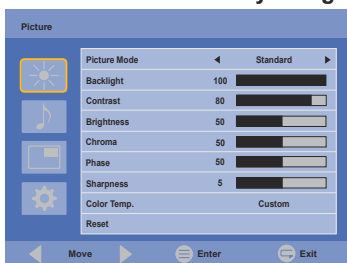 Picture
Picture Mode Standard
Backlight 100
Contrast 80
Brightness 50
Chroma 50
Phase 50
Sharpness 5
Color Temp. Custom
Reset
Move Enter Exit